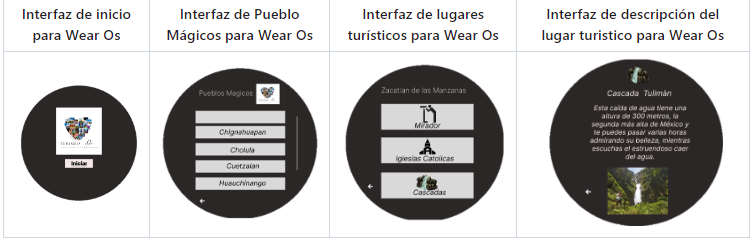 Interfaz de inicio
para Wear Os
Interfaz de Pueblo
Mágicos para Wear Os
Interfaz de lugares
turísticos para Wear Os
Interfaz de descripción del
lugar turistico para Wear Os
TURISMO
Iniciar
Pueblos Magicos
Chignahuapan
Cholula
Cuetzalan
Huauchinango
Zacatlan de las Manzanas
Mirador
Iglesias Catolicas
Cascadas
Cascada Tulimán
Esta caída de agua tiene una
altura de 300 metros, la
segunda más alta de México y
te puedes pasar varias horas
admirando su belleza, mientras
escuchas el estruendoso caer
del agua.